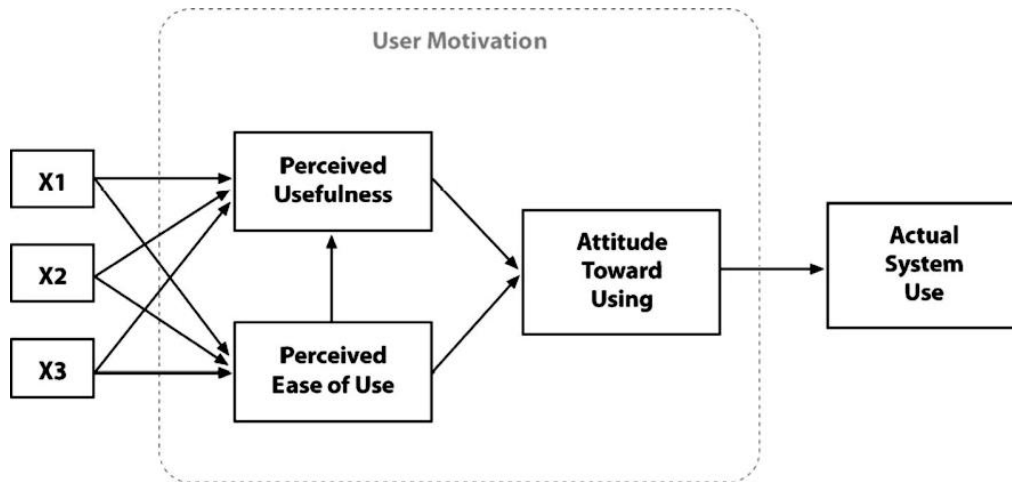 User Motivation
X1
X2
X3
Perceived
Usefulness
Perceived
Ease of Use
Attitude
Toward
Using
Actual
System
Use